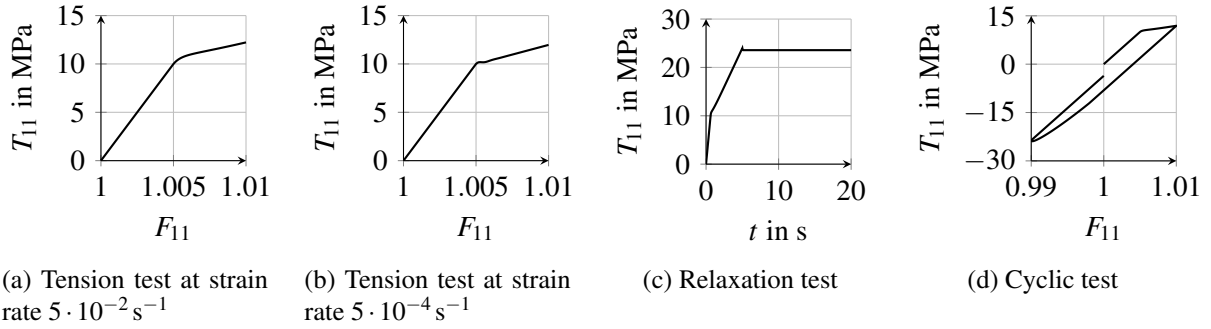 15
10
5
0
T₁₁ in MPa
1
1.005
1.01
F₁₁
(a) Tension test at strain
rate 5 · 10⁻² s⁻¹
15
10
5
0
T₁₁ in MPa
1
1.005
1.01
F₁₁
(b) Tension test at strain
rate 5 · 10⁻⁴ s⁻¹
30
20
10
0
T₁₁ in MPa
0
10
20
t in s
(c) Relaxation test
15
0
−15
−30
T₁₁ in MPa
0.99
1
1.01
F₁₁
(d) Cyclic test